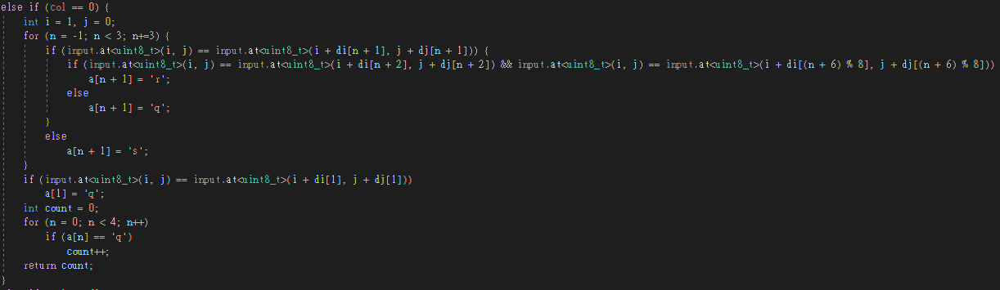 else if (col == 0) {
int i = 1, j = 0;
for (n = -1; n < 3; n+=3) {
if (input.at<uint8_t>(i, j) == input.at<uint8_t>(i + di[n + 1], j + dj[n + 1])) {
if (input.at<uint8_t>(i, j) == input.at<uint8_t>(i + di[n + 2], j + dj[n + 2]) && input.at<uint8_t>(i, j) == input.at<uint8_t>(i + di[(n + 6) % 8], j + dj[(n + 6) % 8]))
a[n + 1] = 'r';
else
a[n + 1] = 'q';
}
else
a[n + 1] = 's';
}
if (input.at<uint8_t>(i, j) == input.at<uint8_t>(i + di[1], j + dj[1]))
a[1] = 'q';
int count = 0;
for (n = 0; n < 4; n++)
if (a[n] == 'q')
count++;
return count;
}